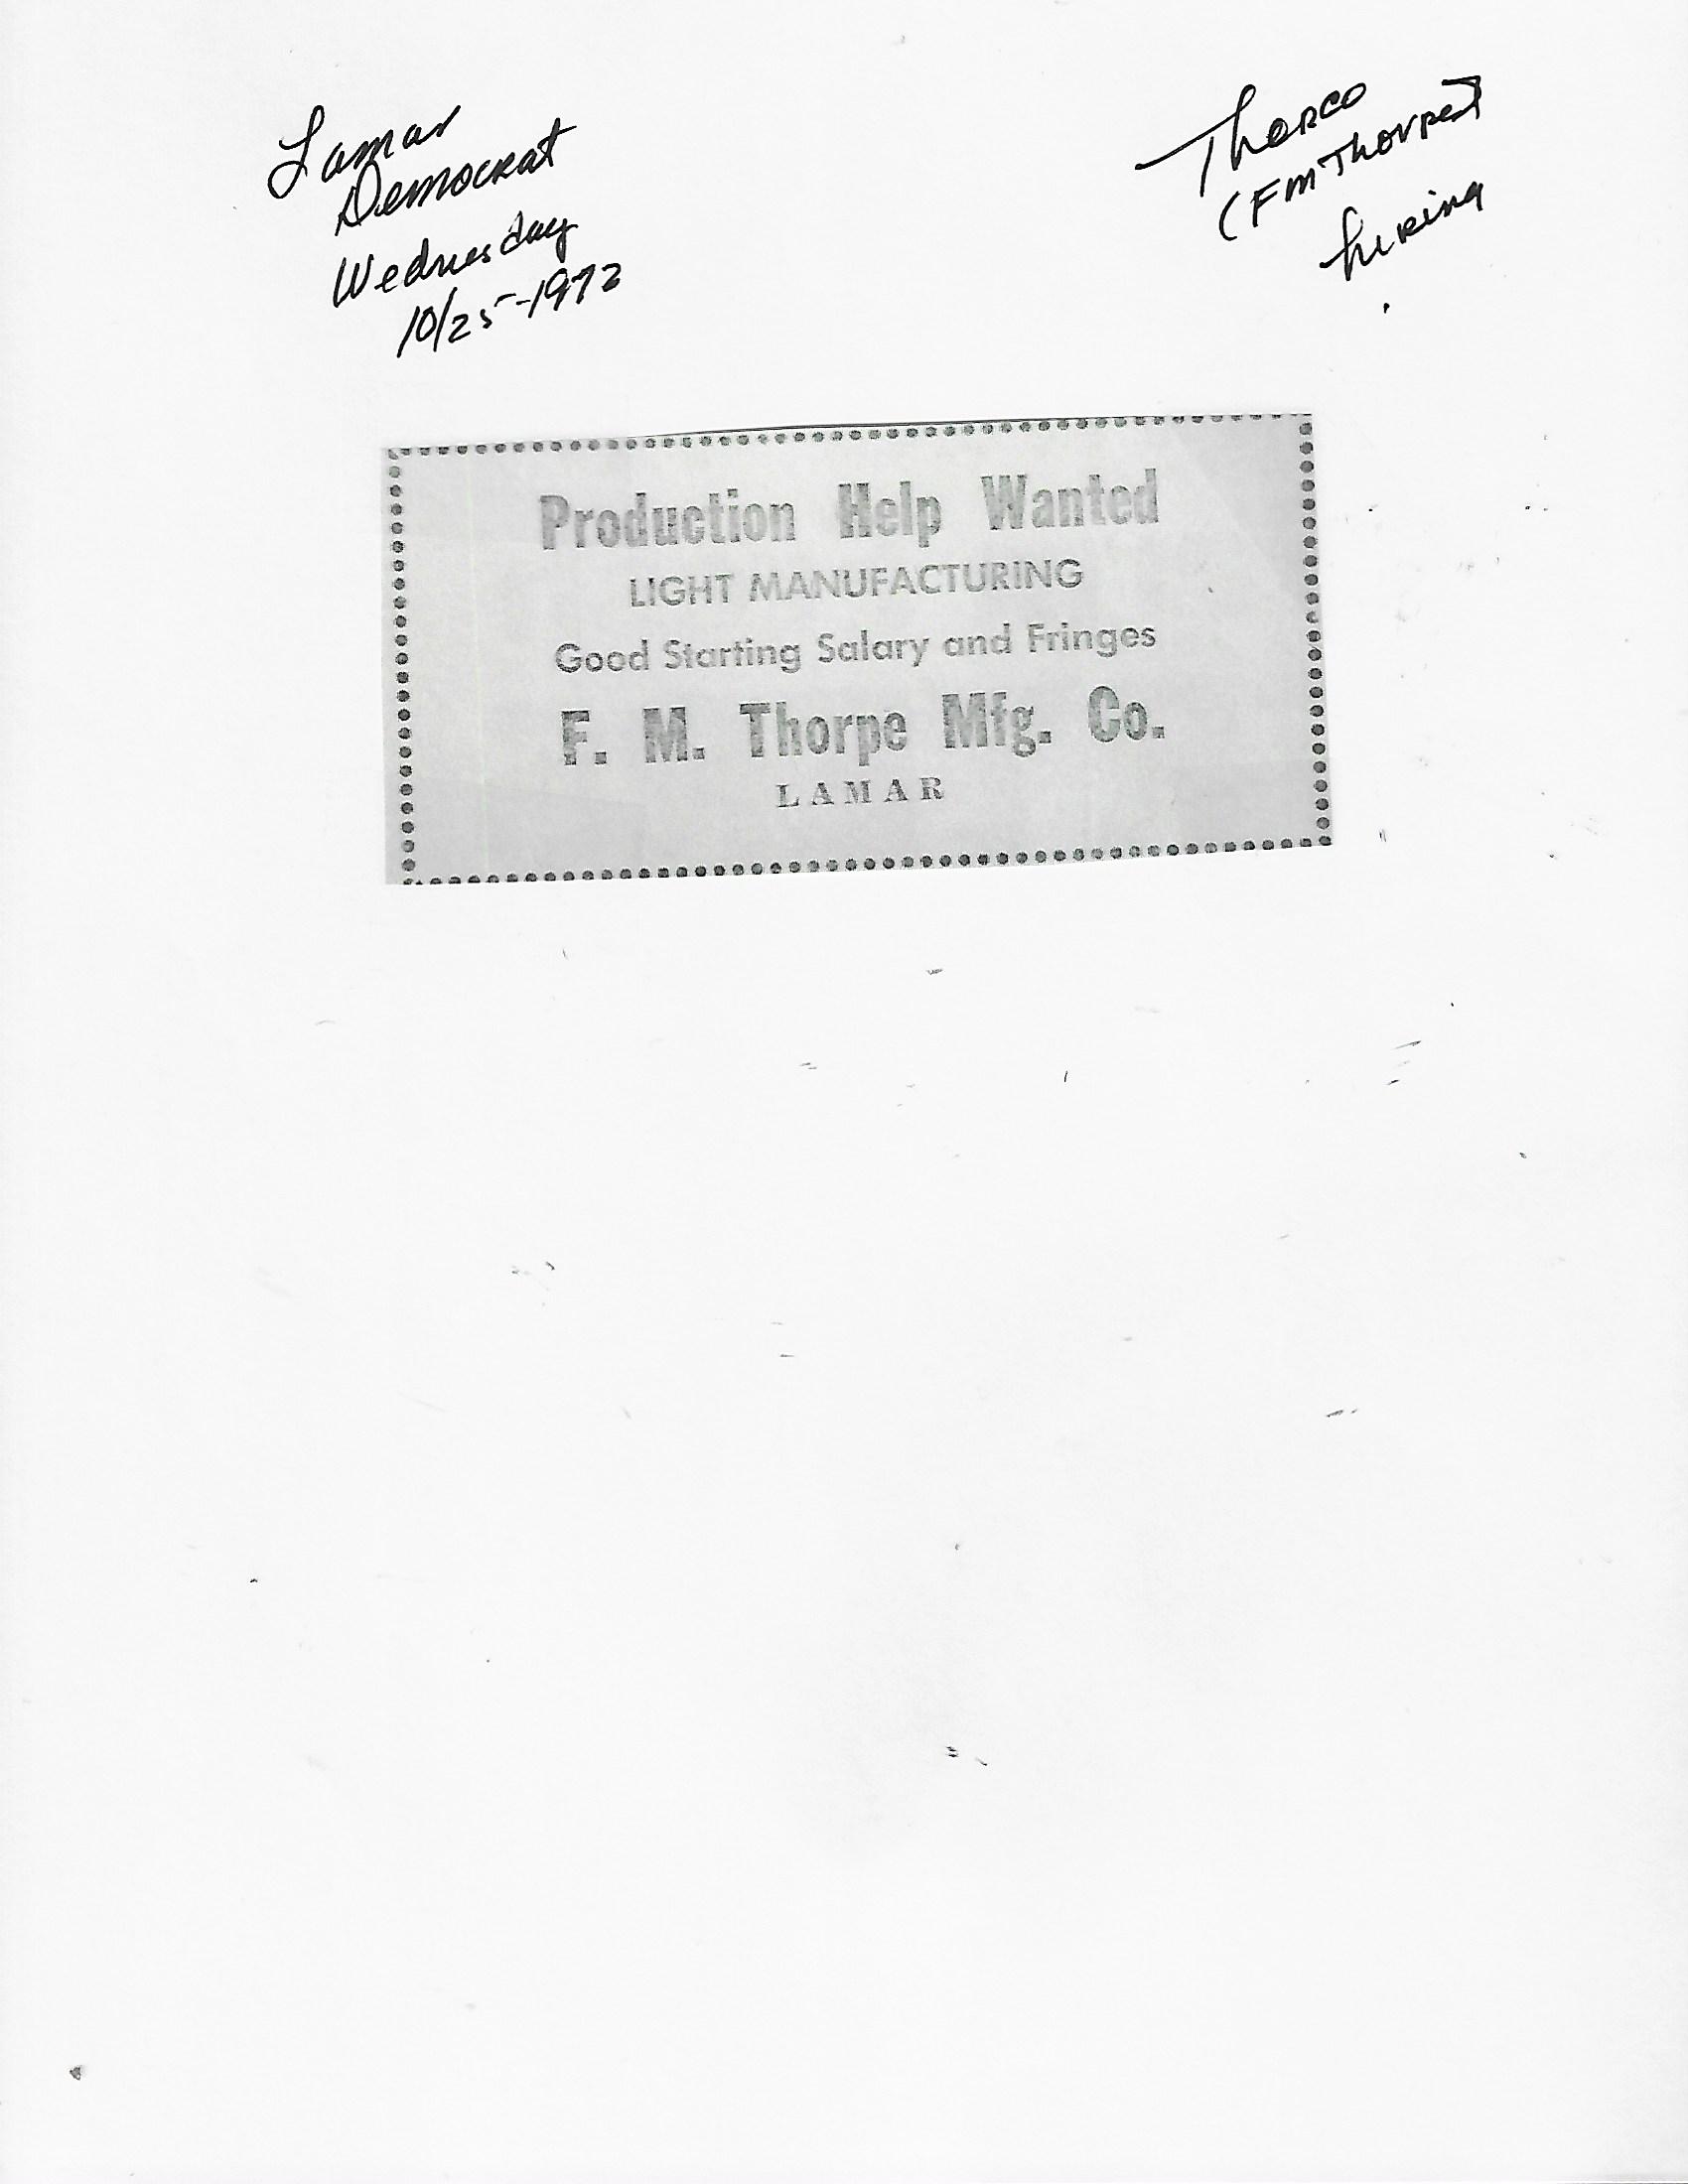 Lamar
Democrat
Wednesday
10/25-1972
Thorco
(FM Thorpe)
hiring
Production Help Wanted
LIGHT MANUFACTURING
Good Starting Salary and Fringes
F. M. Thorpe Mfg. Co.
LAMAR